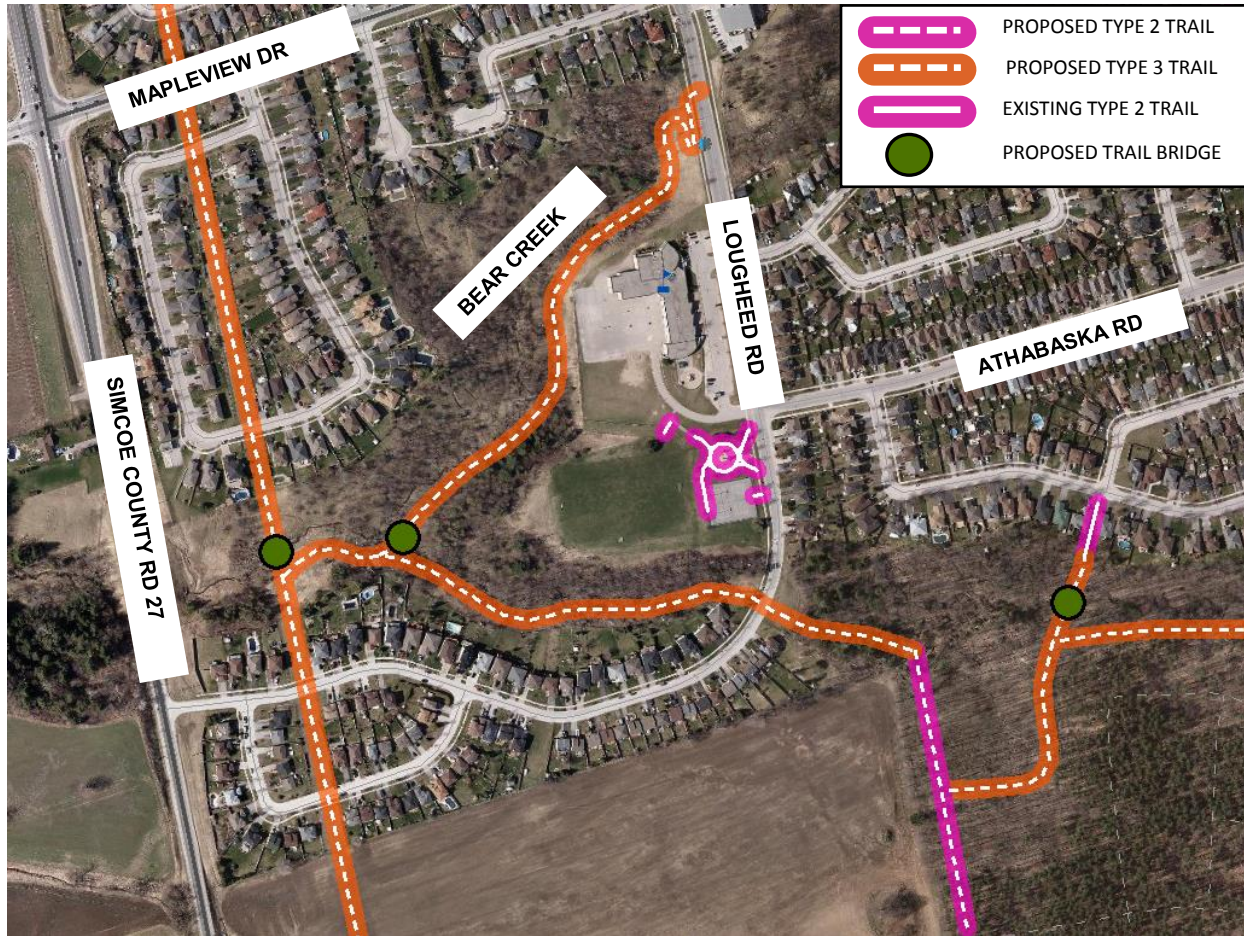 PROPOSED TYPE 2 TRAIL
PROPOSED TYPE 3 TRAIL
EXISTING TYPE 2 TRAIL
PROPOSED TRAIL BRIDGE
MAPLEVIEW DR
BEAR CREEK
LOUGHEED RD
ATHABASKA RD
SIMCOE COUNTY RD 27